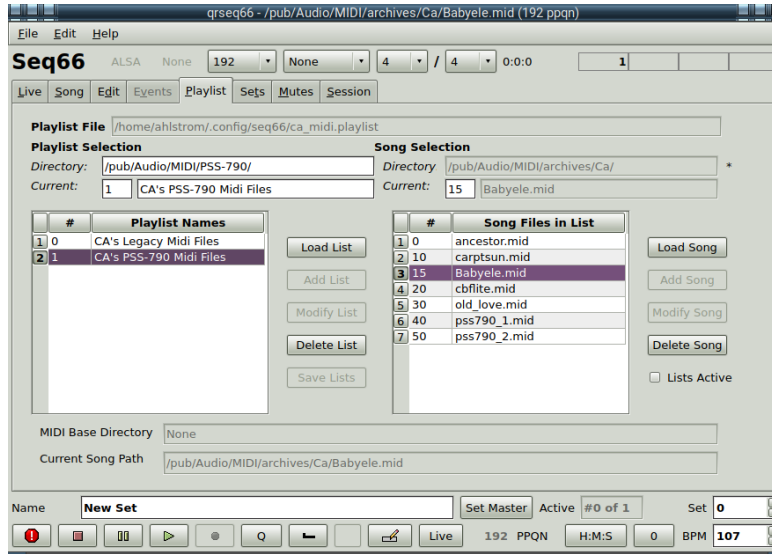 qrseq66 - /pub/Audio/MIDI/archives/Ca/Babyele.mid (192 ppqn)
File Edit Help
Seq66 ALSA None 192 None 4 / 4 0:0:0 1
Live Song Edit Events Playlist Sets Mutes Session
Playlist File /home/ahlstrom/.config/seq66/ca_midi.playlist
Playlist Selection Song Selection
Directory: /pub/Audio/MIDI/PSS-790/ Directory /pub/Audio/MIDI/archives/Ca/ *
Current: 1 CA's PSS-790 Midi Files Current: 15 Babyele.mid
# Playlist Names # Song Files in List
1 0 CA's Legacy Midi Files Load List 1 0 ancestor.mid Load Song
2 1 CA's PSS-790 Midi Files 2 10 carptsun.mid
3 15 Babyele.mid
Add List 4 20 cbflite.mid Add Song
5 30 old_love.mid
Modify List 6 40 pss790_1.mid Modify Song
7 50 pss790_2.mid
Delete List Delete Song
Save Lists Lists Active
MIDI Base Directory None
Current Song Path /pub/Audio/MIDI/archives/Ca/Babyele.mid
Name New Set Set Master Active #0 of 1 Set 0
Q Live 192 PPQN H:M:S 0 BPM 107